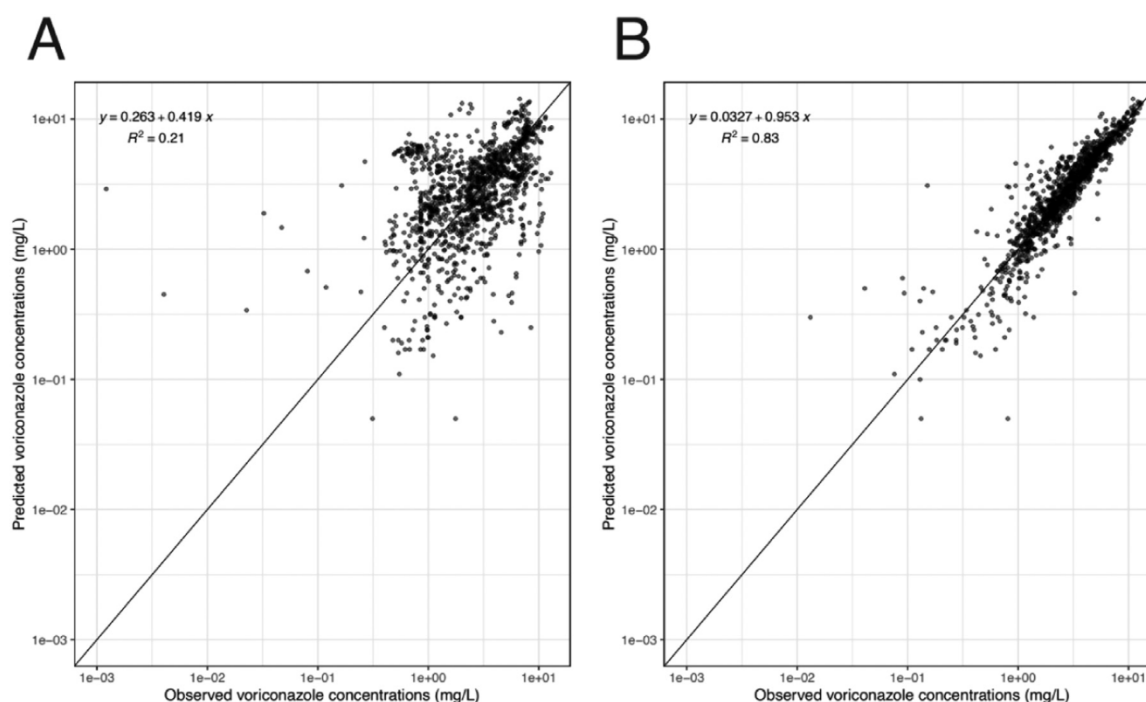 A
y = 0.263 + 0.419 x
R² = 0.21
Predicted voriconazole concentrations (mg/L)
1e+01
1e+00
1e−01
1e−02
1e−03
1e−03 1e−02 1e−01 1e+00 1e+01
Observed voriconazole concentrations (mg/L)
B
y = 0.0327 + 0.953 x
R² = 0.83
Predicted voriconazole concentrations (mg/L)
1e+01
1e+00
1e−01
1e−02
1e−03
1e−03 1e−02 1e−01 1e+00 1e+01
Observed voriconazole concentrations (mg/L)